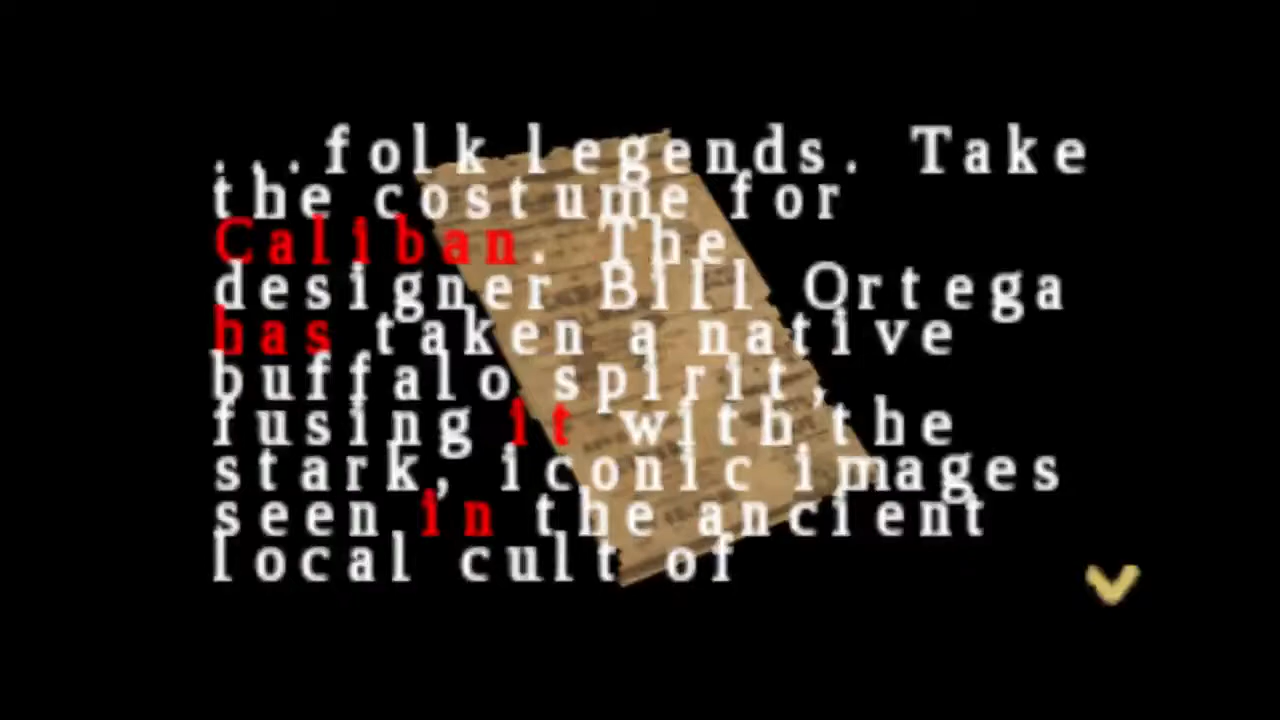 ...folk legends. Take
the costume for
Caliban. The
designer Bill Ortega
has taken a native
buffalo spirit,
fusing it with the
stark, iconic images
seen in the ancient
local cult of